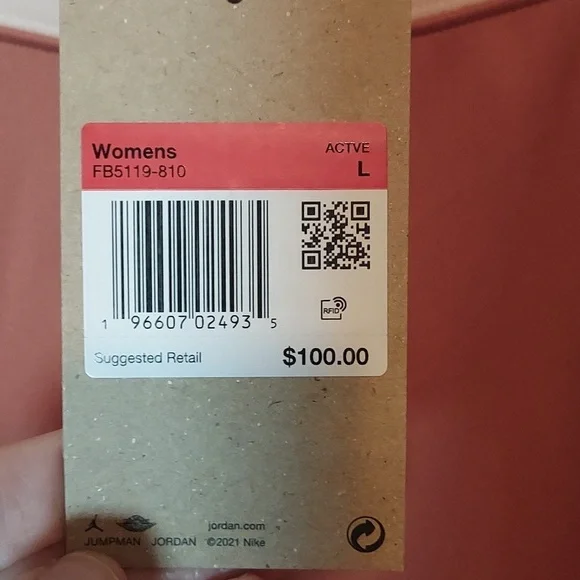 Womens ACTVE
FB5119-810 L
RFID
1 96607 02493 5
Suggested Retail $100.00
jordan.com
JUMPMAN JORDAN ©2021 Nike